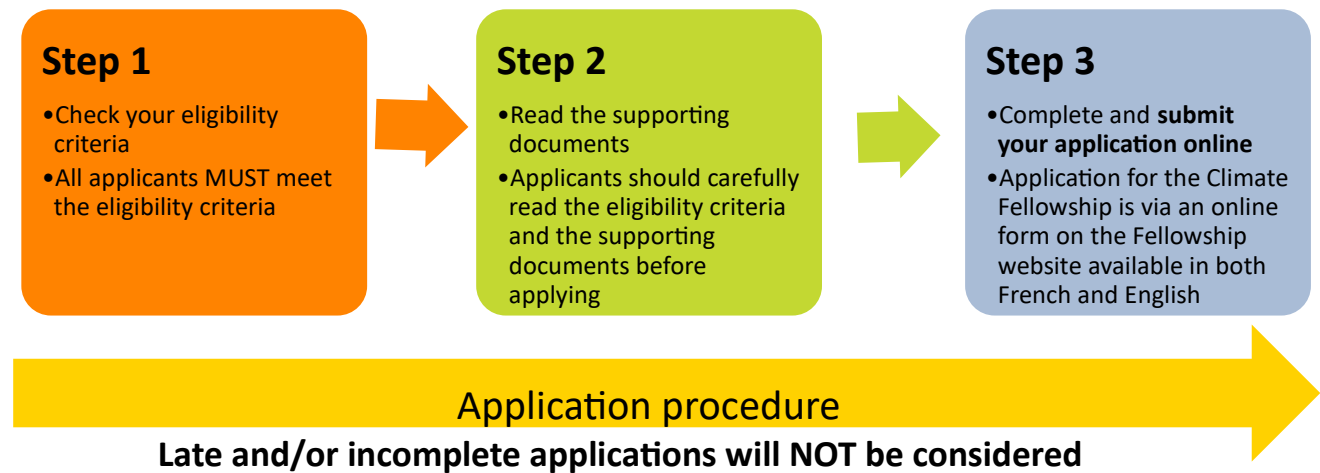 Step 1
•Check your eligibility
criteria
•All applicants MUST meet
the eligibility criteria
Step 2
•Read the supporting
documents
•Applicants should carefully
read the eligibility criteria
and the supporting
documents before
applying
Step 3
•Complete and submit
your application online
•Application for the Climate
Fellowship is via an online
form on the Fellowship
website available in both
French and English
Application procedure
Late and/or incomplete applications will NOT be considered